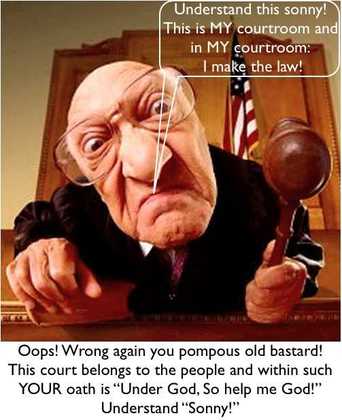 Understand this sonny!
This is MY courtroom and
in MY courtroom:
I make the law!
Oops! Wrong again you pompous old bastard!
This court belongs to the people and within such
YOUR oath is “Under God, So help me God!”
Understand “Sonny!”